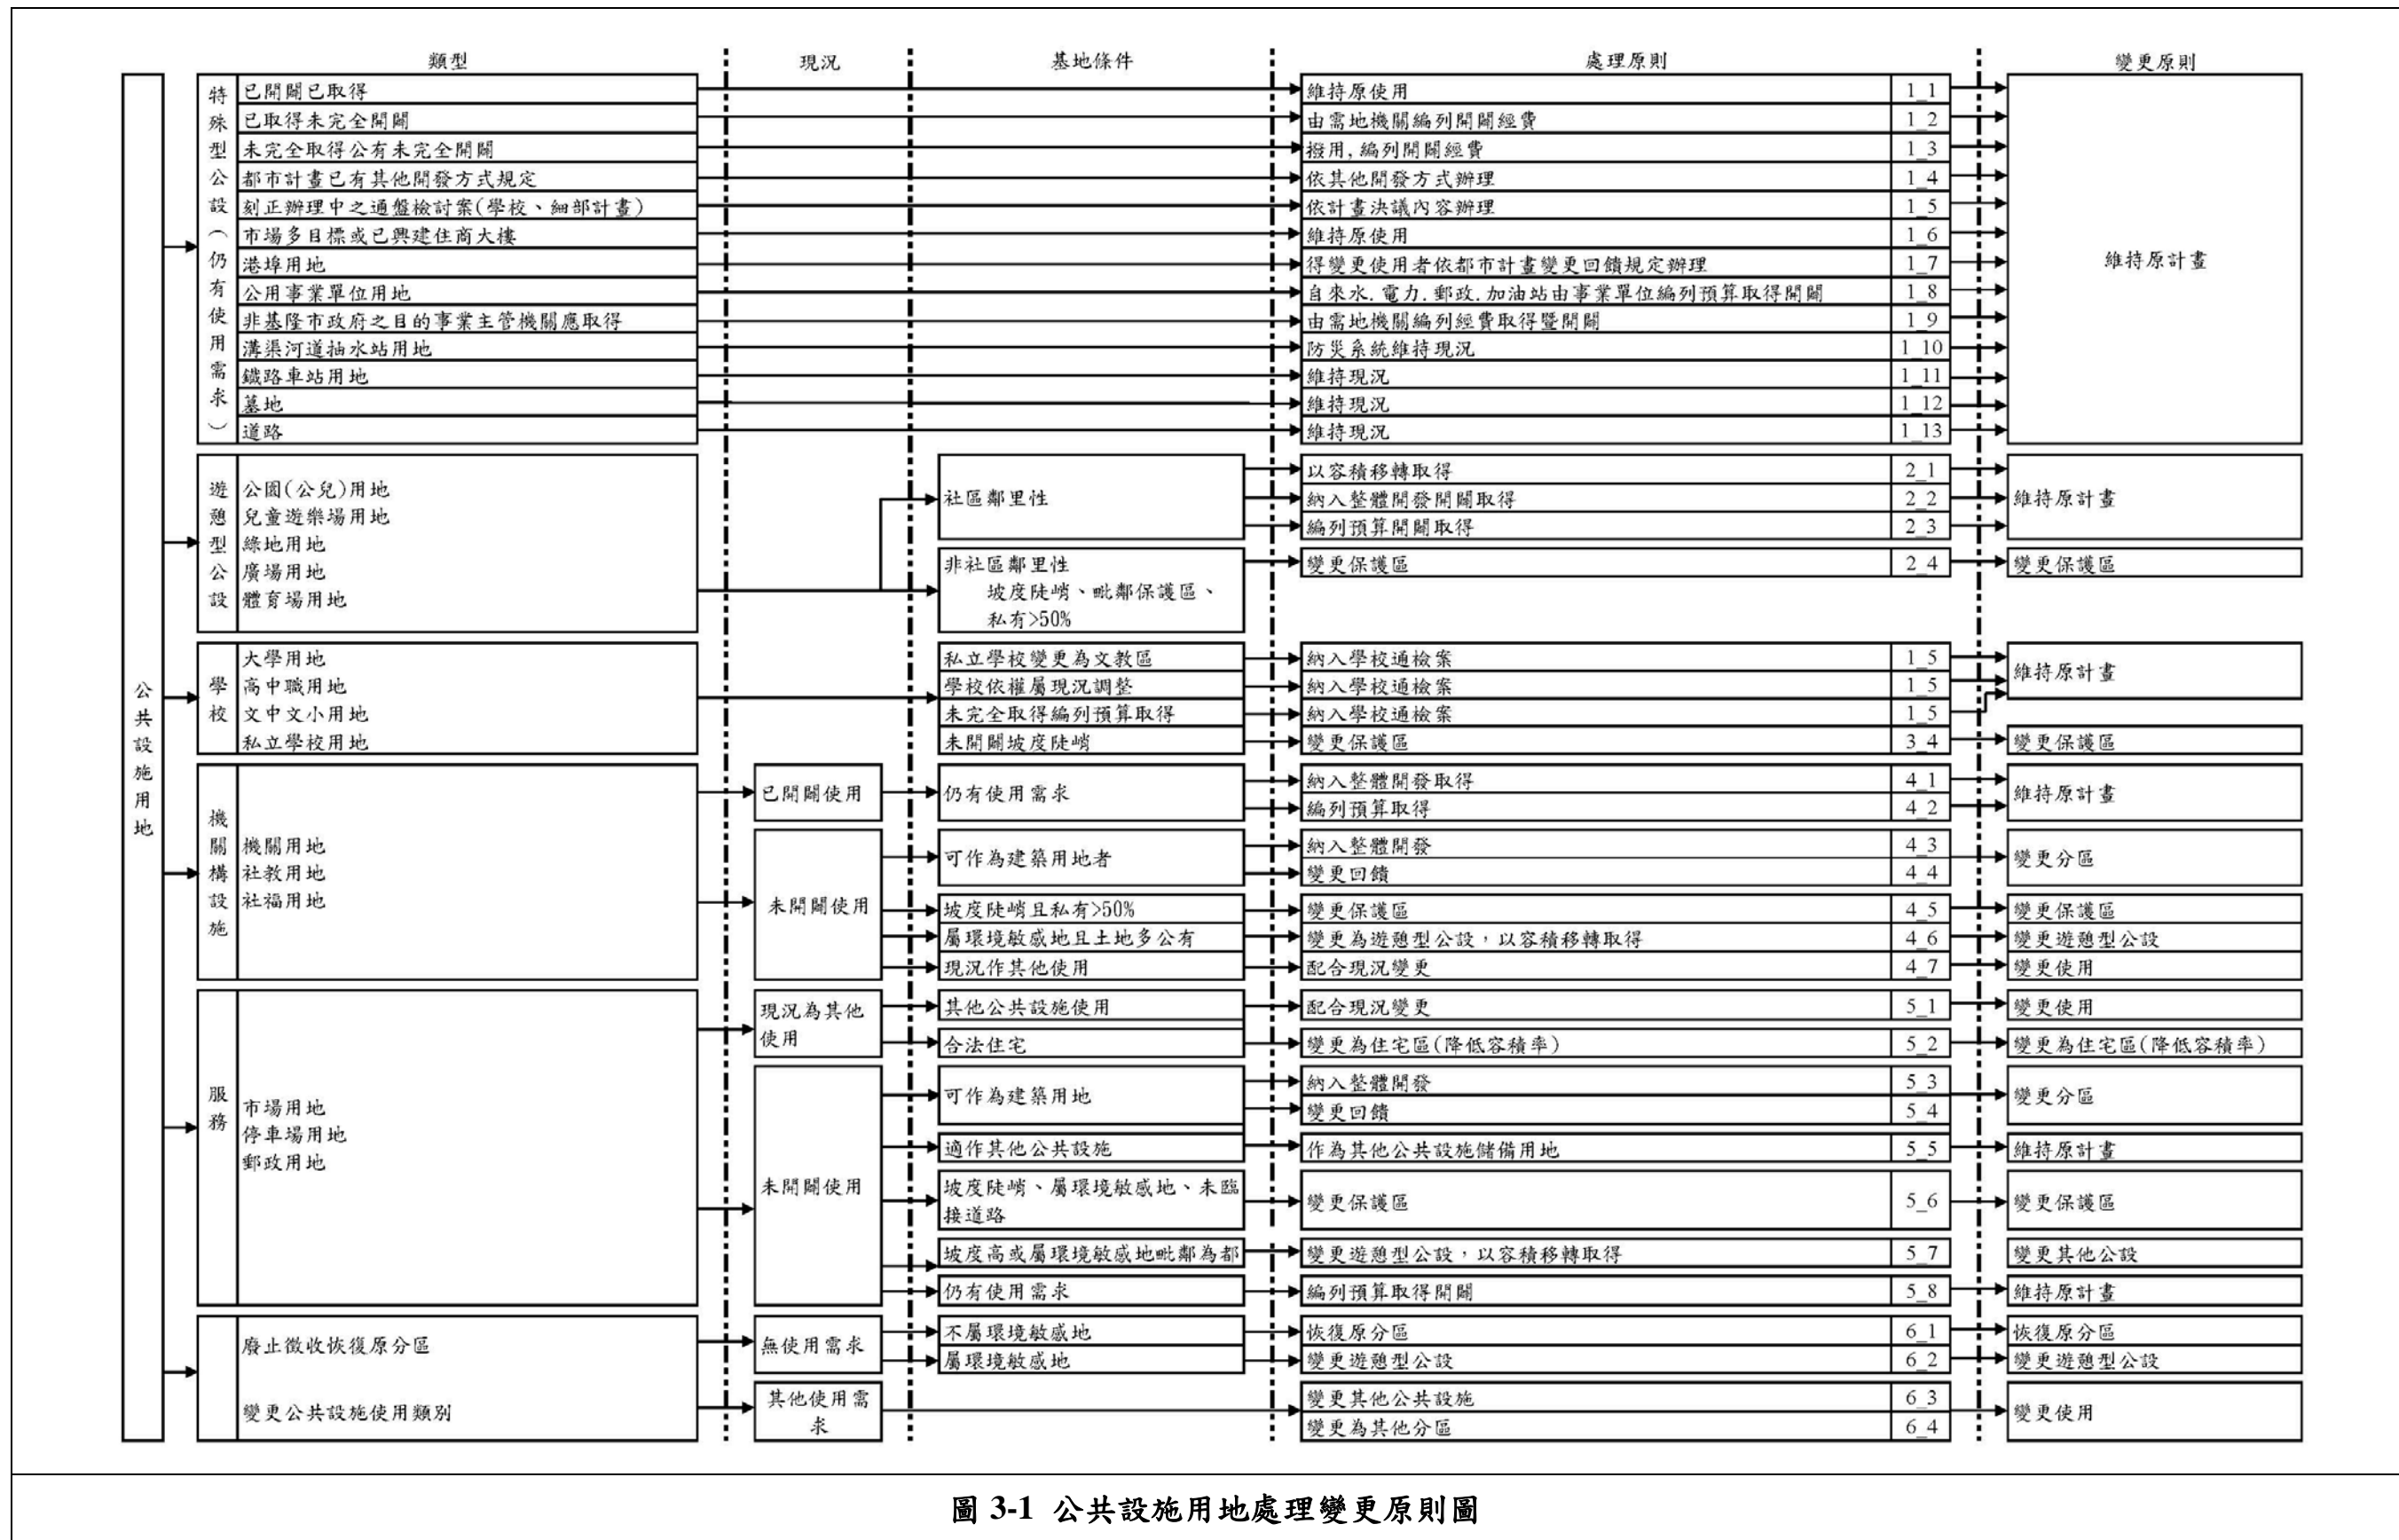 類型 現況 基地條件 處理原則 變更原則
公共設施用地
特殊型公設（仍有使用需求）
已開闢已取得 維持原使用 1_1
已取得未完全開闢 由需地機關編列開闢經費 1_2
未完全取得公有未完全開闢 撥用,編列開闢經費 1_3
都市計畫已有其他開發方式規定 依其他開發方式辦理 1_4
刻正辦理中之通盤檢討案(學校、細部計畫) 依計畫決議內容辦理 1_5
市場多目標或已興建住商大樓 維持原使用 1_6
港埠用地 得變更使用者依都市計畫變更回饋規定辦理 1_7
公用事業單位用地 自來水.電力.郵政.加油站由事業單位編列預算取得開闢 1_8
非基隆市政府之目的事業主管機關應取得 由需地機關編列經費取得暨開闢 1_9
溝渠河道抽水站用地 防災系統維持現況 1_10
鐵路車站用地 維持現況 1_11
墓地 維持現況 1_12
道路 維持現況 1_13
維持原計畫
遊憩型公設
公園(公兒)用地
兒童遊樂場用地
綠地用地
廣場用地
體育場用地
社區鄰里性
以容積移轉取得 2_1
納入整體開發開闢取得 2_2
編列預算開闢取得 2_3
維持原計畫
非社區鄰里性
坡度陡峭、毗鄰保護區、
私有>50%
變更保護區 2_4 變更保護區
學校
大學用地
高中職用地
文中文小用地
私立學校用地
私立學校變更為文教區 納入學校通檢案 1_5
學校依權屬現況調整 納入學校通檢案 1_5
未完全取得編列預算取得 納入學校通檢案 1_5
維持原計畫
未開闢坡度陡峭 變更保護區 3_4 變更保護區
機關構設施
機關用地
社教用地
社福用地
已開闢使用 仍有使用需求
納入整體開發取得 4_1
編列預算取得 4_2
維持原計畫
未開闢使用
可作為建築用地者
納入整體開發 4_3
變更回饋 4_4
變更分區
坡度陡峭且私有>50% 變更保護區 4_5 變更保護區
屬環境敏感地且土地多公有 變更為遊憩型公設，以容積移轉取得 4_6 變更遊憩型公設
現況作其他使用 配合現況變更 4_7 變更使用
服務
市場用地
停車場用地
郵政用地
現況為其他
使用
其他公共設施使用 配合現況變更 5_1 變更使用
合法住宅 變更為住宅區(降低容積率) 5_2 變更為住宅區(降低容積率)
未開闢使用
可作為建築用地
納入整體開發 5_3
變更回饋 5_4
變更分區
適作其他公共設施 作為其他公共設施儲備用地 5_5 維持原計畫
坡度陡峭、屬環境敏感地、未臨
接道路
變更保護區 5_6 變更保護區
坡度高或屬環境敏感地毗鄰為都 變更遊憩型公設，以容積移轉取得 5_7 變更其他公設
仍有使用需求 編列預算取得開闢 5_8 維持原計畫
廢止徵收恢復原分區
無使用需求
不屬環境敏感地 恢復原分區 6_1 恢復原分區
屬環境敏感地 變更遊憩型公設 6_2 變更遊憩型公設
變更公共設施使用類別
其他使用需
求
變更其他公共設施 6_3
變更為其他分區 6_4
變更使用
圖 3-1 公共設施用地處理變更原則圖